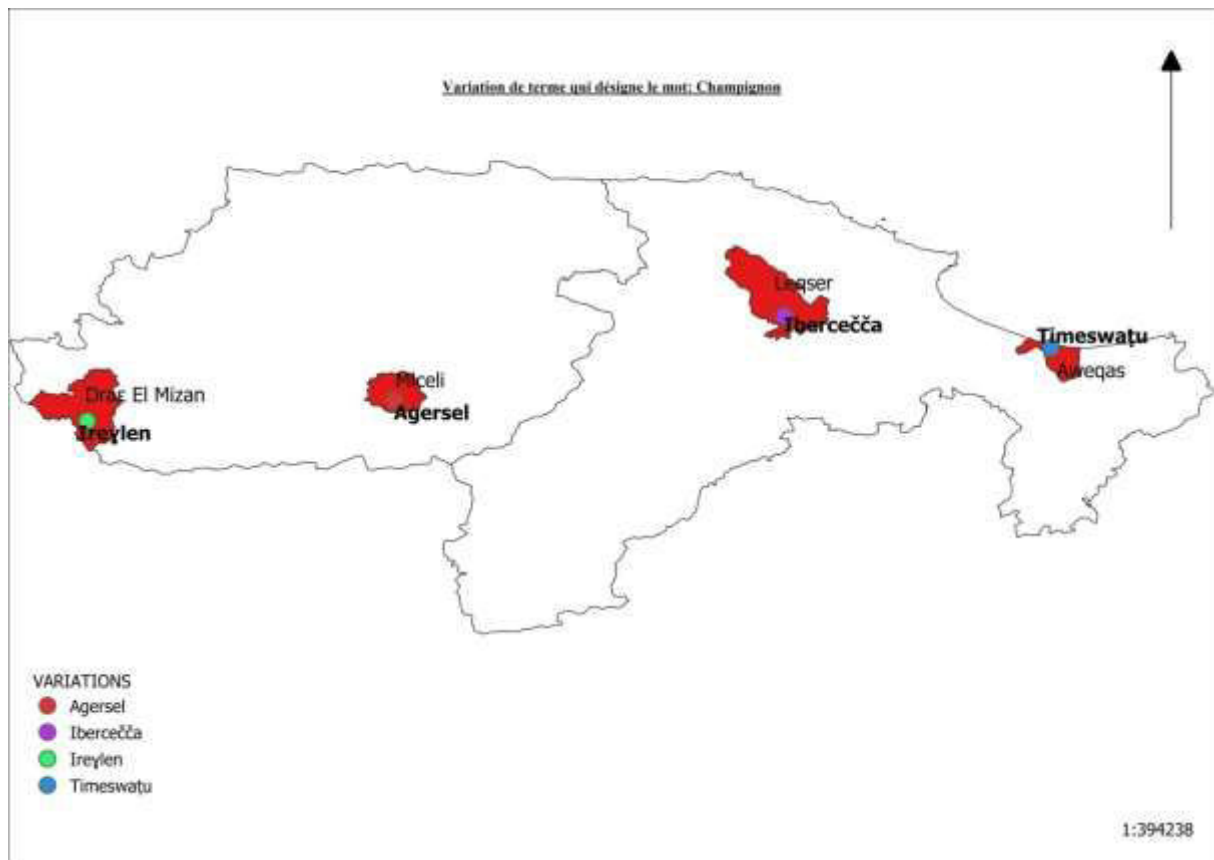 Variation de terme qui désigne le mot: Champignon
Leqser
Ibercečča
Timeswaṭu
Aweqas
Draɛ El Mizan
Ireɣlen
Miceli
Agersel
VARIATIONS
Agersel
Ibercečča
Ireɣlen
Timeswaṭu
1:394238